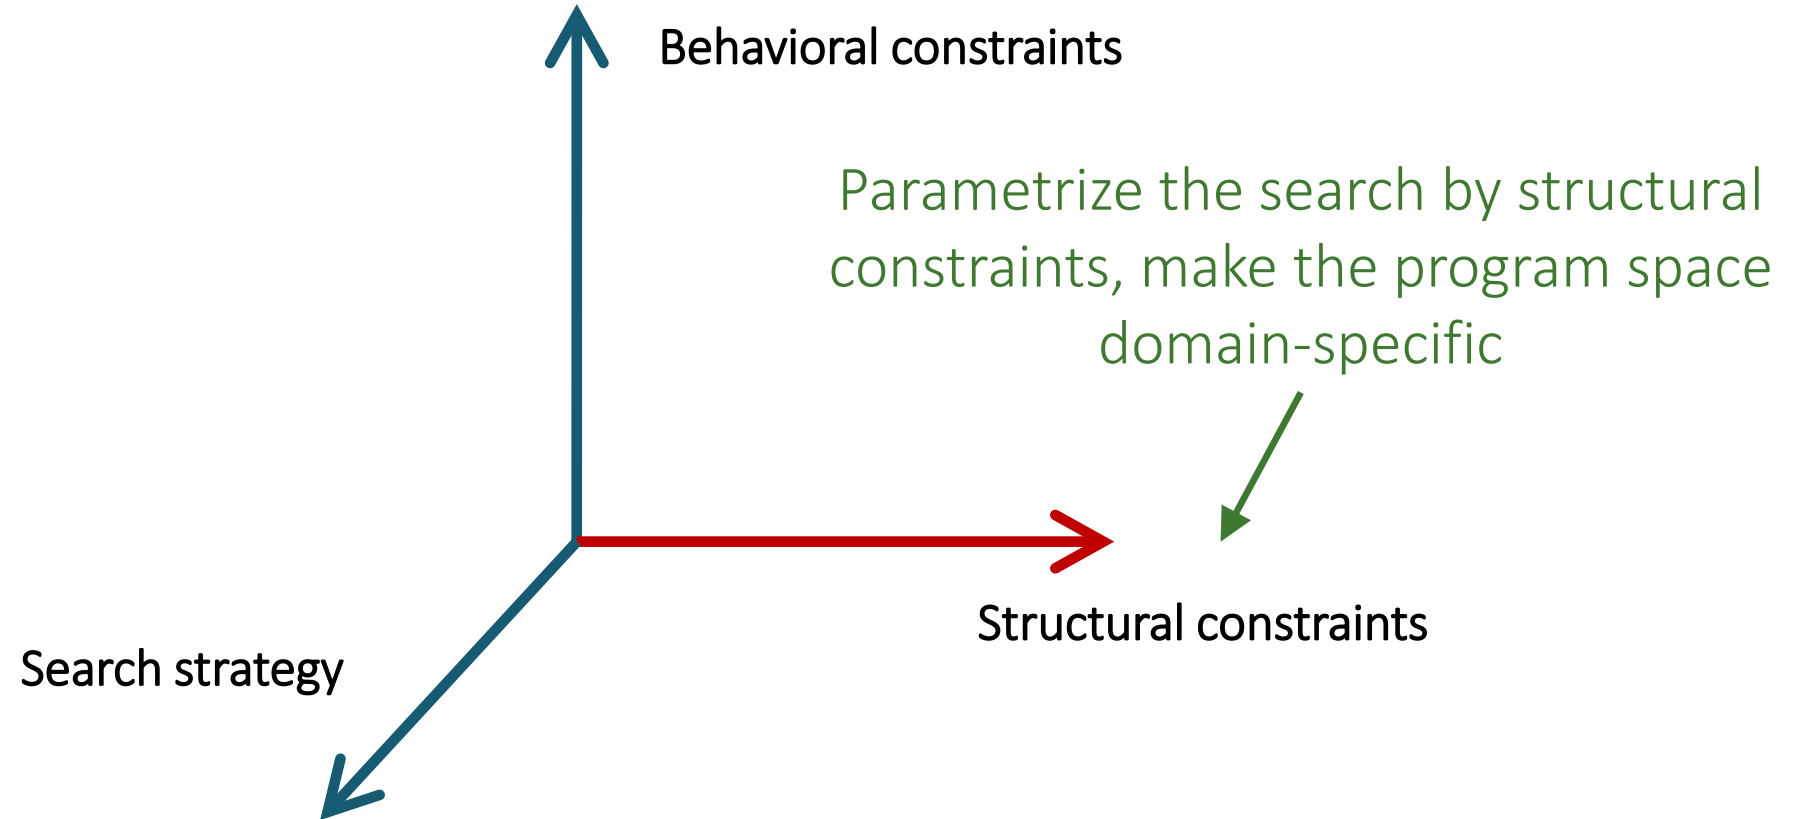 Behavioral constraints
Parametrize the search by structural
constraints, make the program space
domain-specific
Structural constraints
Search strategy